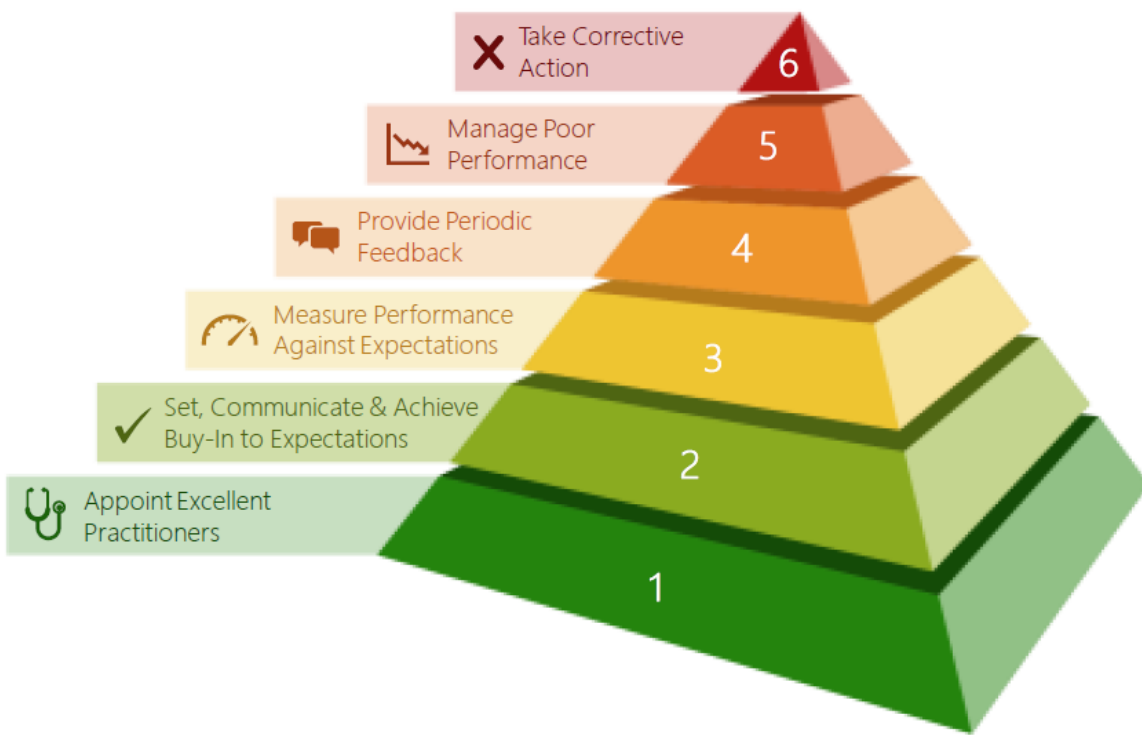 Take Corrective
Action
6
Manage Poor
Performance
5
Provide Periodic
Feedback
4
Measure Performance
Against Expectations
3
Set, Communicate & Achieve
Buy-In to Expectations
2
Appoint Excellent
Practitioners
1